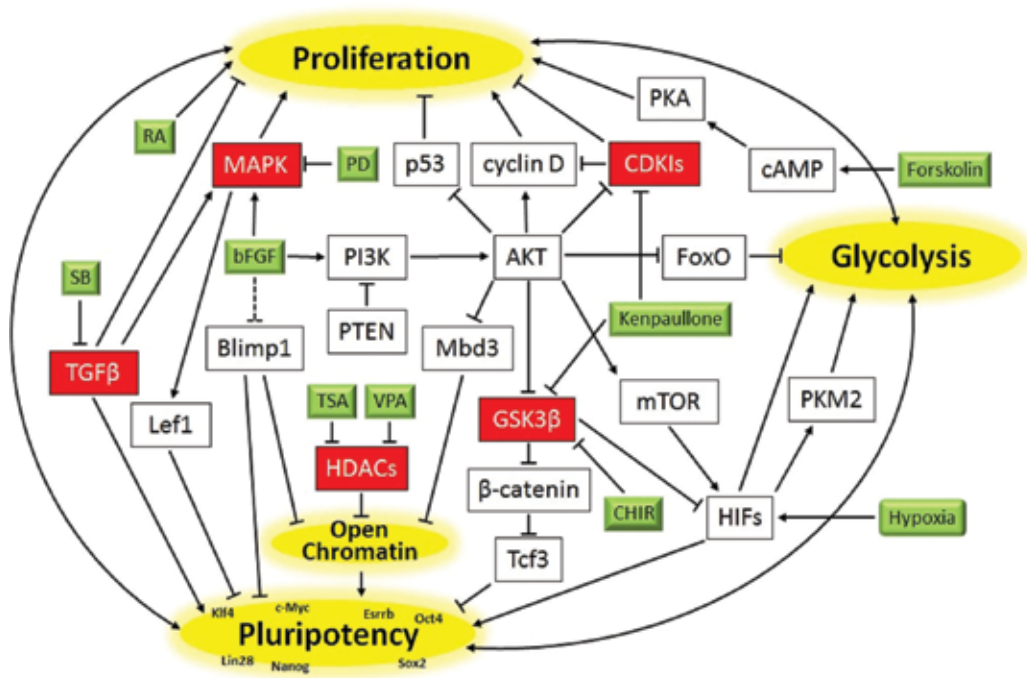 Proliferation
PKA
RA
MAPK
PD
p53
cyclin D
CDKIs
cAMP
Forskolin
bFGF
PI3K
AKT
FoxO
Glycolysis
SB
PTEN
Kenpaullone
Blimp1
Mbd3
TGFβ
TSA
VPA
mTOR
PKM2
Lef1
GSK3β
HDACs
β-catenin
CHIR
HIFs
Hypoxia
Open
Chromatin
Tcf3
Klf4
c-Myc
Esrrb
Oct4
Pluripotency
Lin28
Nanog
Sox2